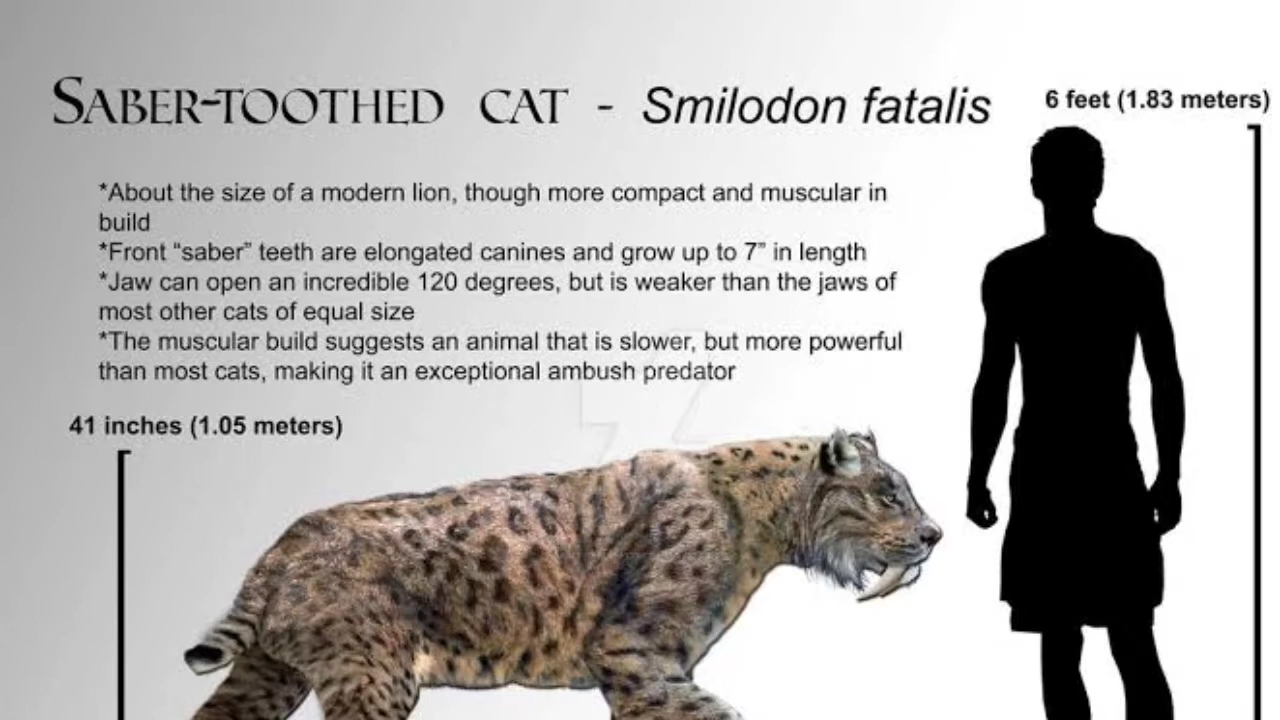 SABER-TOOTHED CAT - Smilodon fatalis
6 feet (1.83 meters)
*About the size of a modern lion, though more compact and muscular in
build
*Front “saber” teeth are elongated canines and grow up to 7” in length
*Jaw can open an incredible 120 degrees, but is weaker than the jaws of
most other cats of equal size
*The muscular build suggests an animal that is slower, but more powerful
than most cats, making it an exceptional ambush predator
41 inches (1.05 meters)